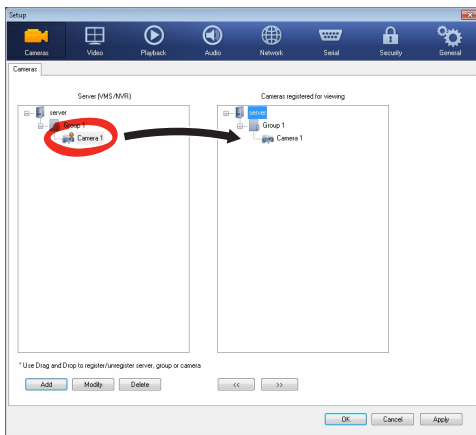 Setup
Cameras Video Playback Audio Network Serial Security General
Cameras
Server (VMS/NVR) Cameras registered for viewing
server
Group 1
Camera 1
server
Group 1
Camera 1
* Use Drag and Drop to register/unregister server, group or camera
Add Modify Delete << >>
OK Cancel Apply